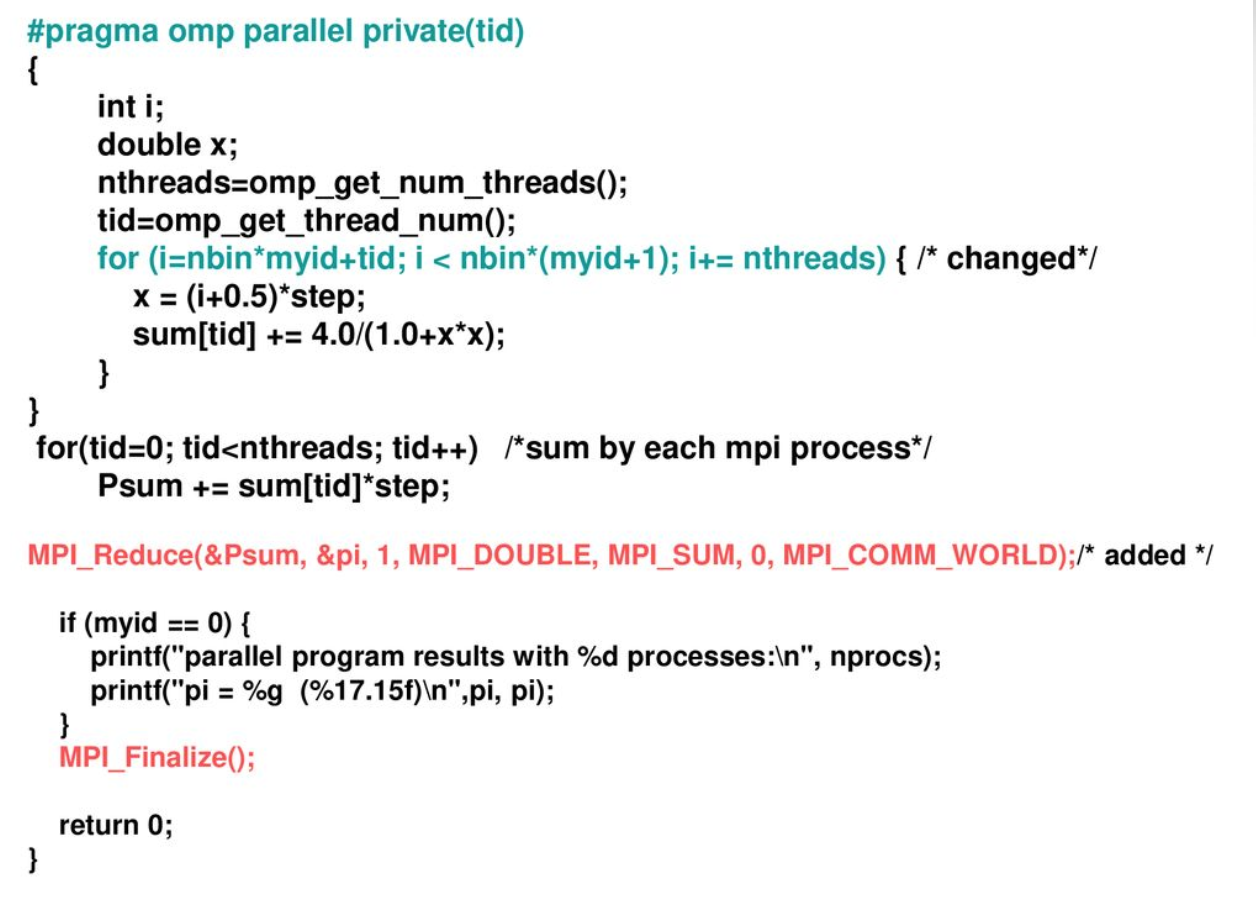 #pragma omp parallel private(tid)
{
int i;
double x;
nthreads=omp_get_num_threads();
tid=omp_get_thread_num();
for (i=nbin*myid+tid; i < nbin*(myid+1); i+= nthreads) { /* changed*/
x = (i+0.5)*step;
sum[tid] += 4.0/(1.0+x*x);
}
}
for(tid=0; tid<nthreads; tid++) /*sum by each mpi process*/
Psum += sum[tid]*step;
MPI_Reduce(&Psum, &pi, 1, MPI_DOUBLE, MPI_SUM, 0, MPI_COMM_WORLD);/* added */
if (myid == 0) {
printf("parallel program results with %d processes:\n", nprocs);
printf("pi = %g (%17.15f)\n",pi, pi);
}
MPI_Finalize();
return 0;
}